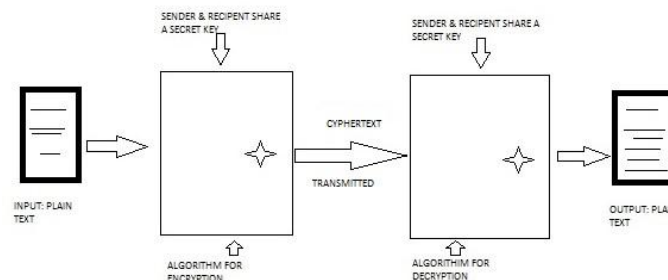 SENDER & RECIPENT SHARE
A SECRET KEY
SENDER & RECIPENT SHARE A
SECRET KEY
CYPHERTEXT
TRANSMITTED
INPUT: PLAIN
TEXT
OUTPUT: PLAI
TEXT
ALGORITHM FOR
ENCRYPTION
ALGORITHIM FOR
DECRYPTION